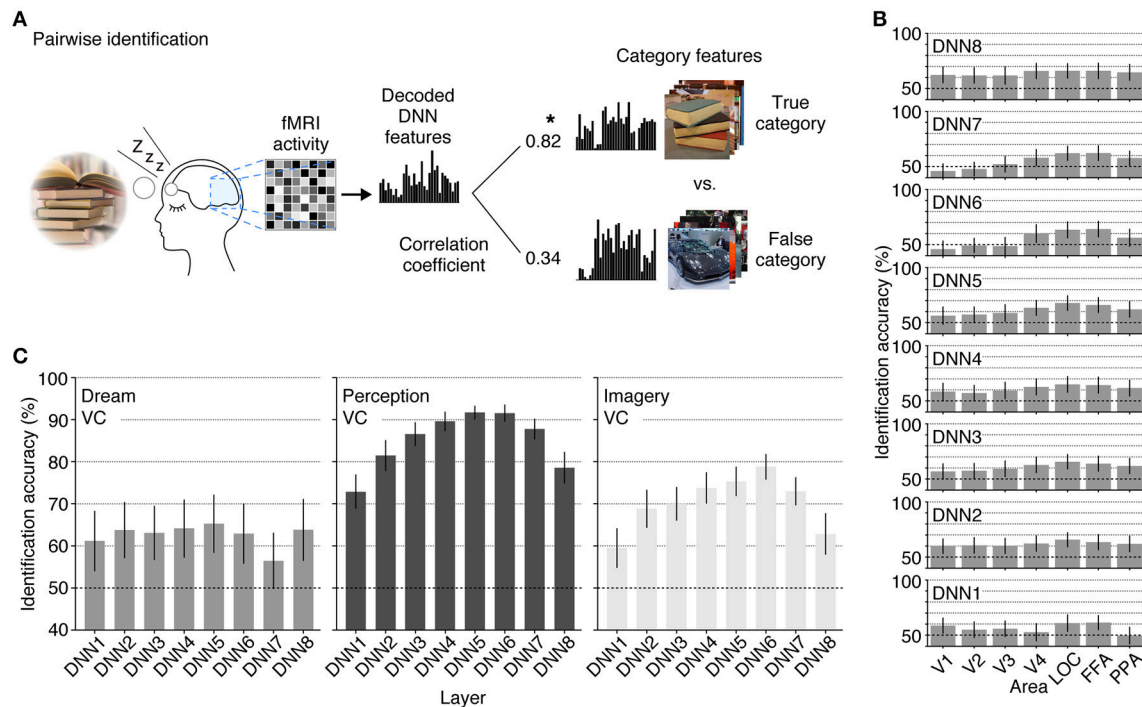 A
Pairwise identification
Z
Z
Z
fMRI
activity
Decoded
DNN
features
Correlation
coefficient
*
0.82
0.34
Category features
True
category
vs.
False
category
B
Identification accuracy (%)
100
DNN8
50
100
DNN7
50
100
DNN6
50
100
DNN5
50
100
DNN4
50
100
DNN3
50
100
DNN2
50
100
DNN1
50
V1 V2 V3 V4 LOC FFA PPA
Area
C
Identification accuracy (%)
100
90
80
70
60
50
40
Dream
VC
DNN1 DNN2 DNN3 DNN4 DNN5 DNN6 DNN7 DNN8
Perception
VC
DNN1 DNN2 DNN3 DNN4 DNN5 DNN6 DNN7 DNN8
Imagery
VC
DNN1 DNN2 DNN3 DNN4 DNN5 DNN6 DNN7 DNN8
Layer